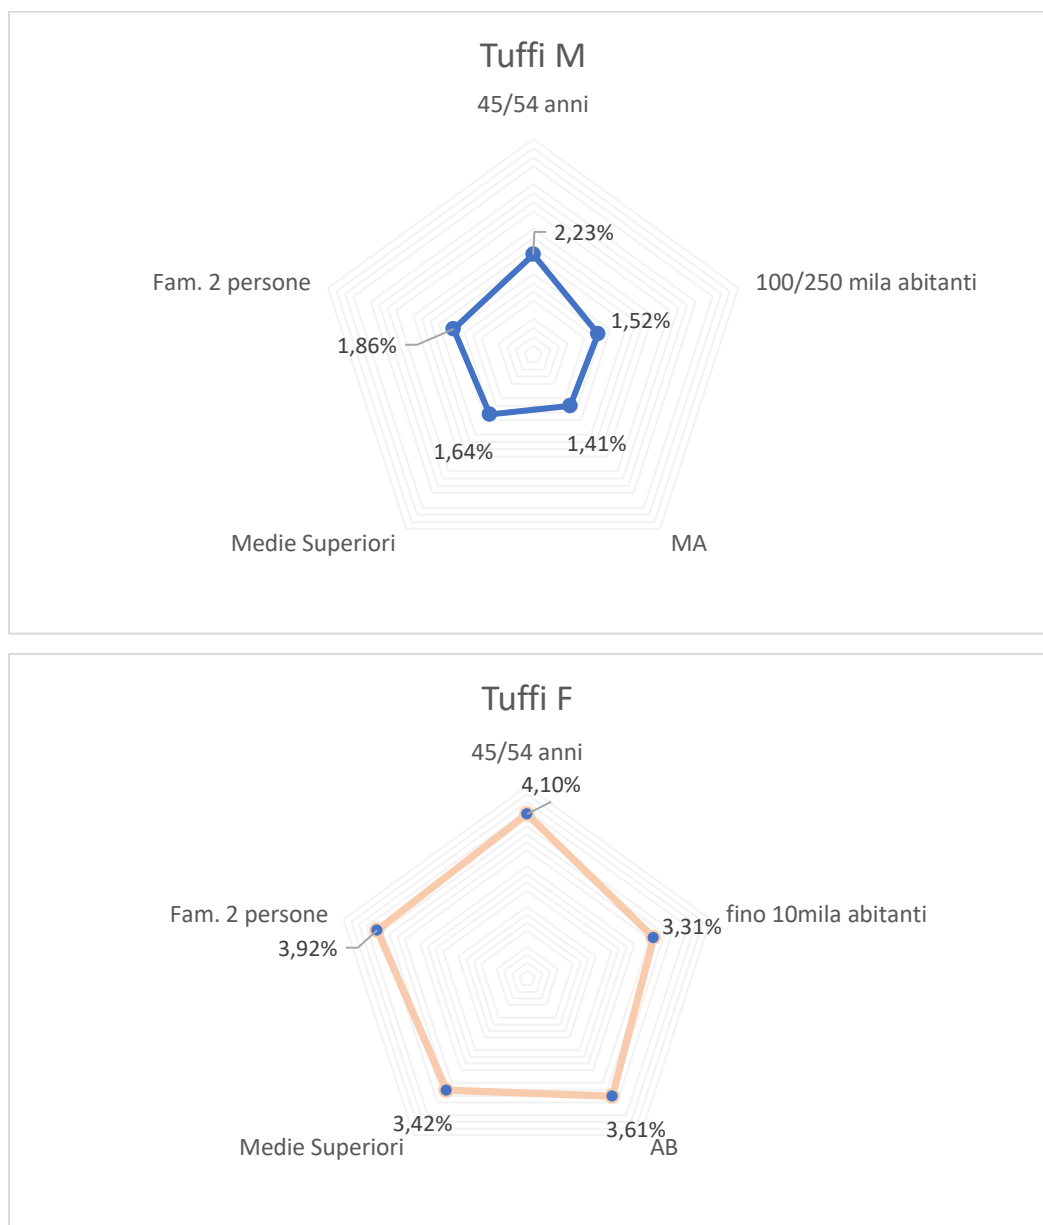 Tuffi M
45/54 anni
2,23%
Fam. 2 persone
100/250 mila abitanti
1,52%
1,86%
1,41%
1,64%
Medie Superiori
MA
Tuffi F
45/54 anni
4,10%
Fam. 2 persone
fino 10mila abitanti
3,31%
3,92%
3,42%
3,61%
Medie Superiori
AB